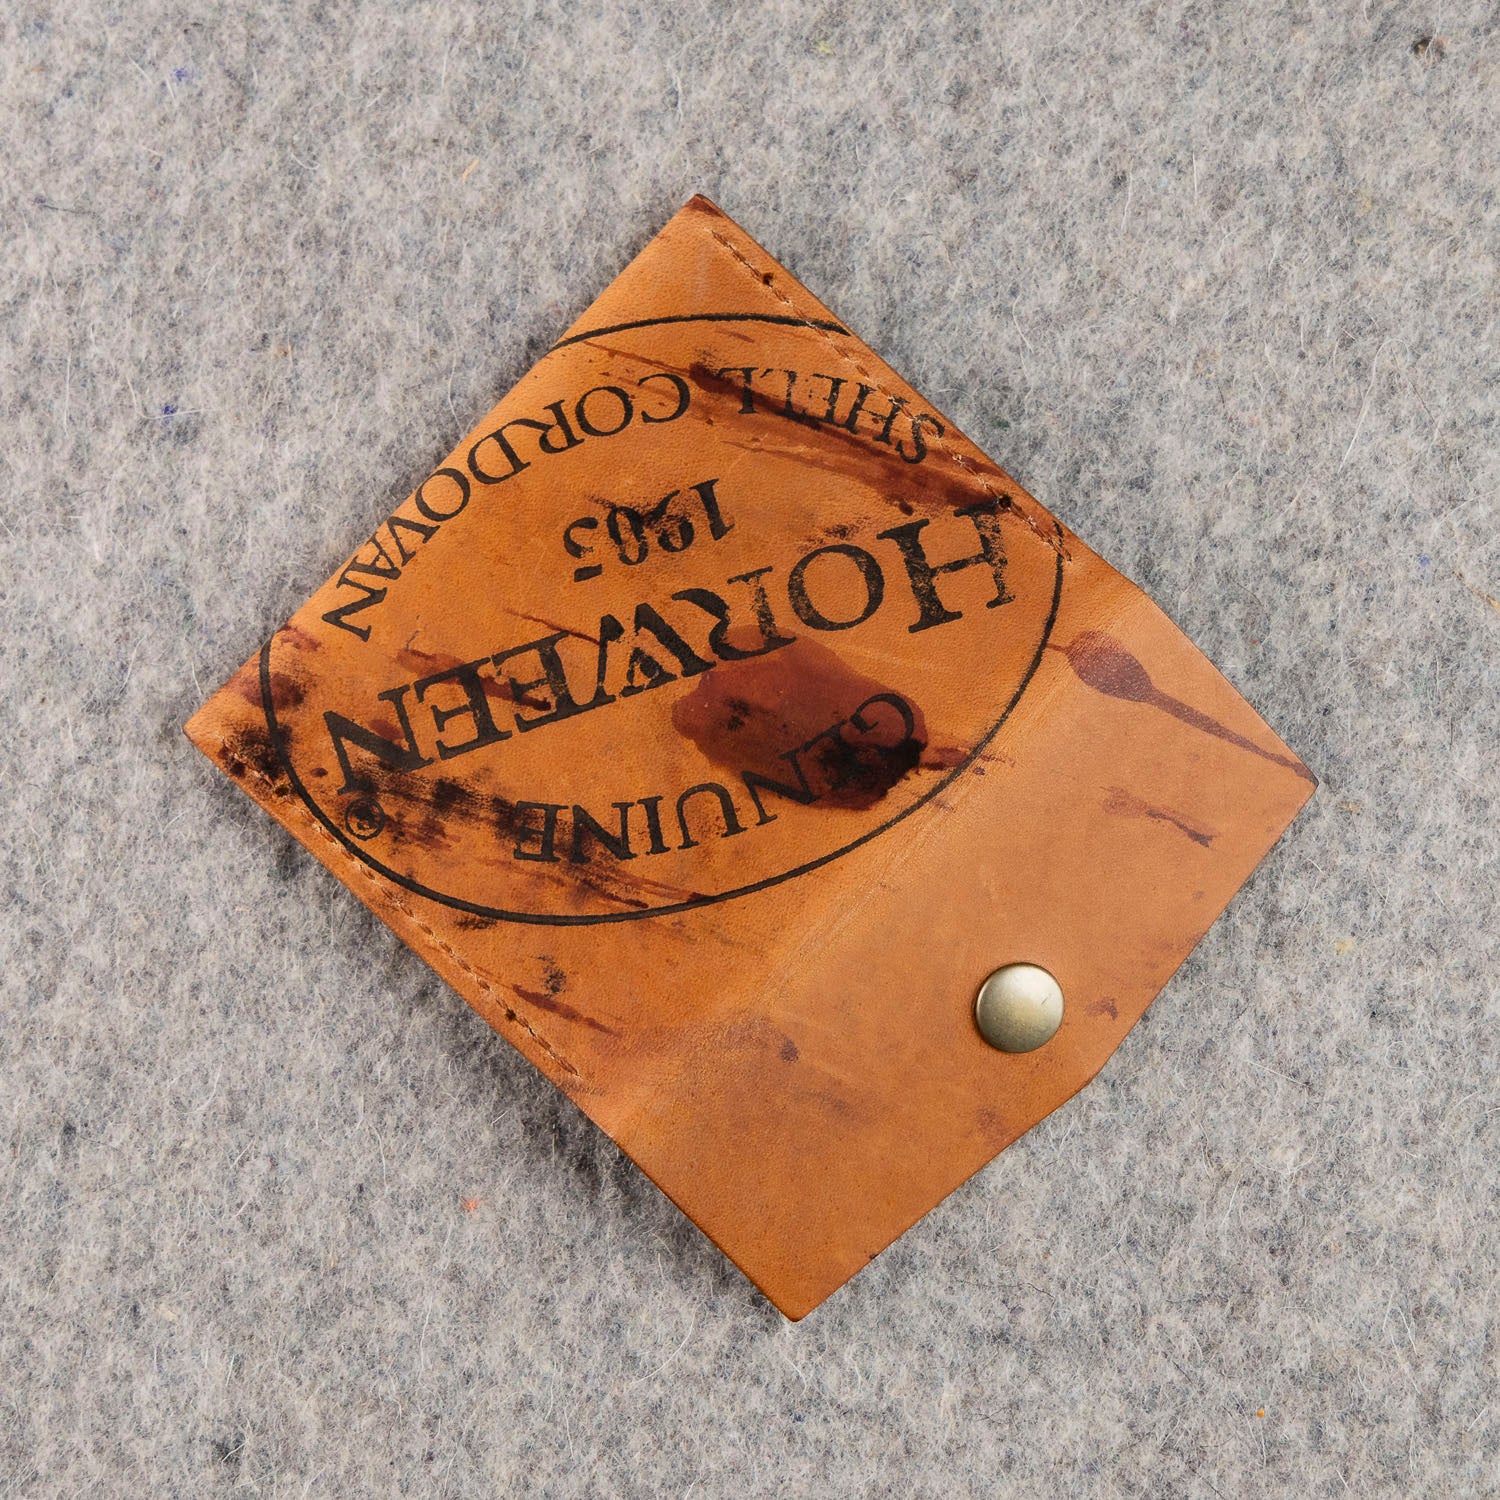 GENUINE
HORWEEN®
1905
SHELL CORDOVAN